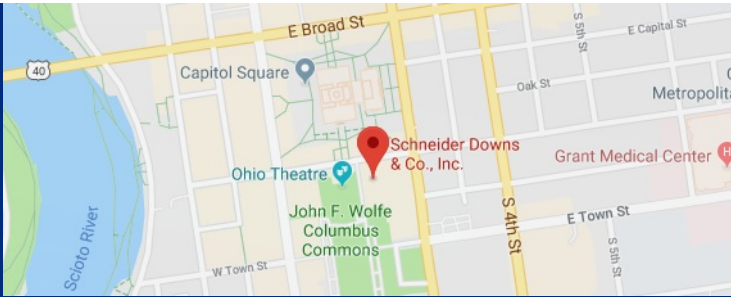 E Broad St
S 5th St
E Capital St
40
Capitol Square
Oak St
Metropolita
Schneider Downs
& Co., Inc.
Grant Medical Center
H
Ohio Theatre
John F. Wolfe
Columbus
Commons
S 4th St
E Town St
S 5th St
W Town St
Scioto River